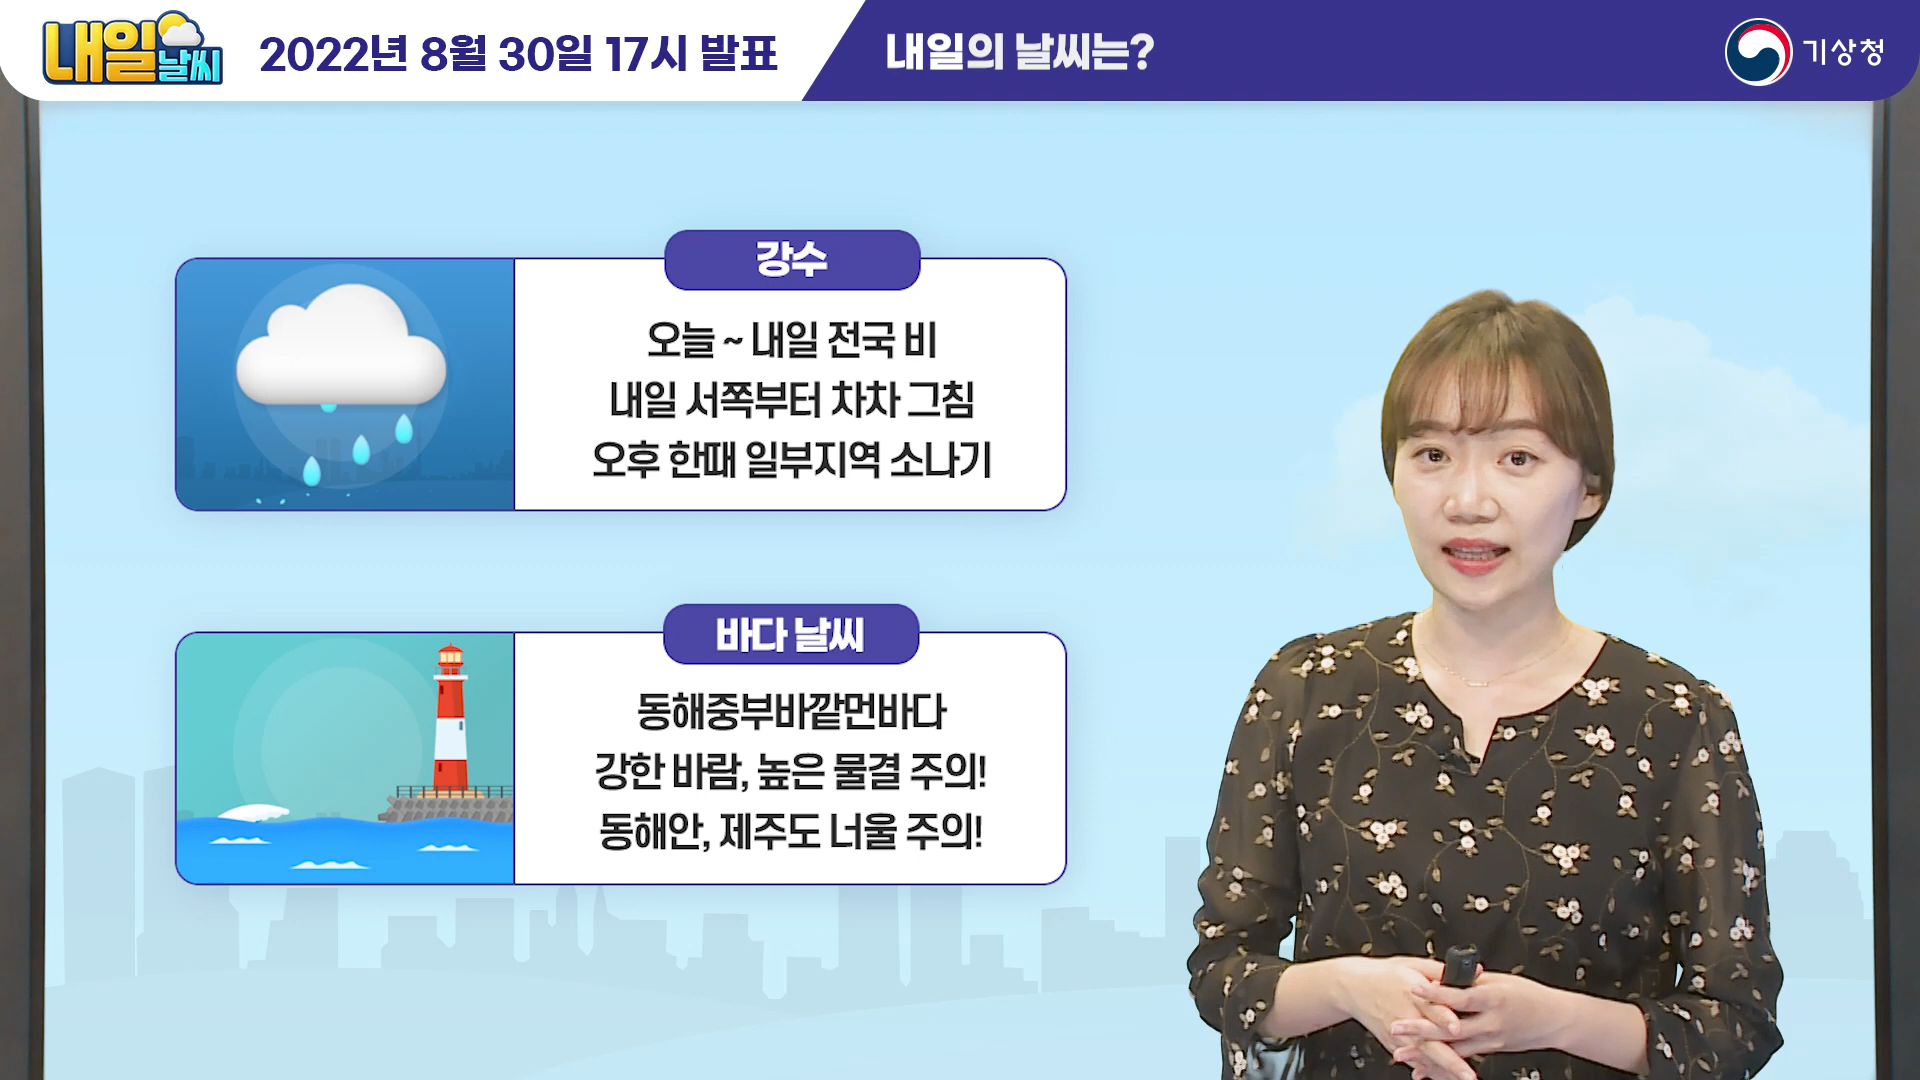 내일날씨
2022년 8월 30일 17시 발표
내일의 날씨는?
기상청
강수
오늘 ~ 내일 전국 비
내일 서쪽부터 차차 그침
오후 한때 일부지역 소나기
바다 날씨
동해중부바깥먼바다
강한 바람, 높은 물결 주의!
동해안, 제주도 너울 주의!